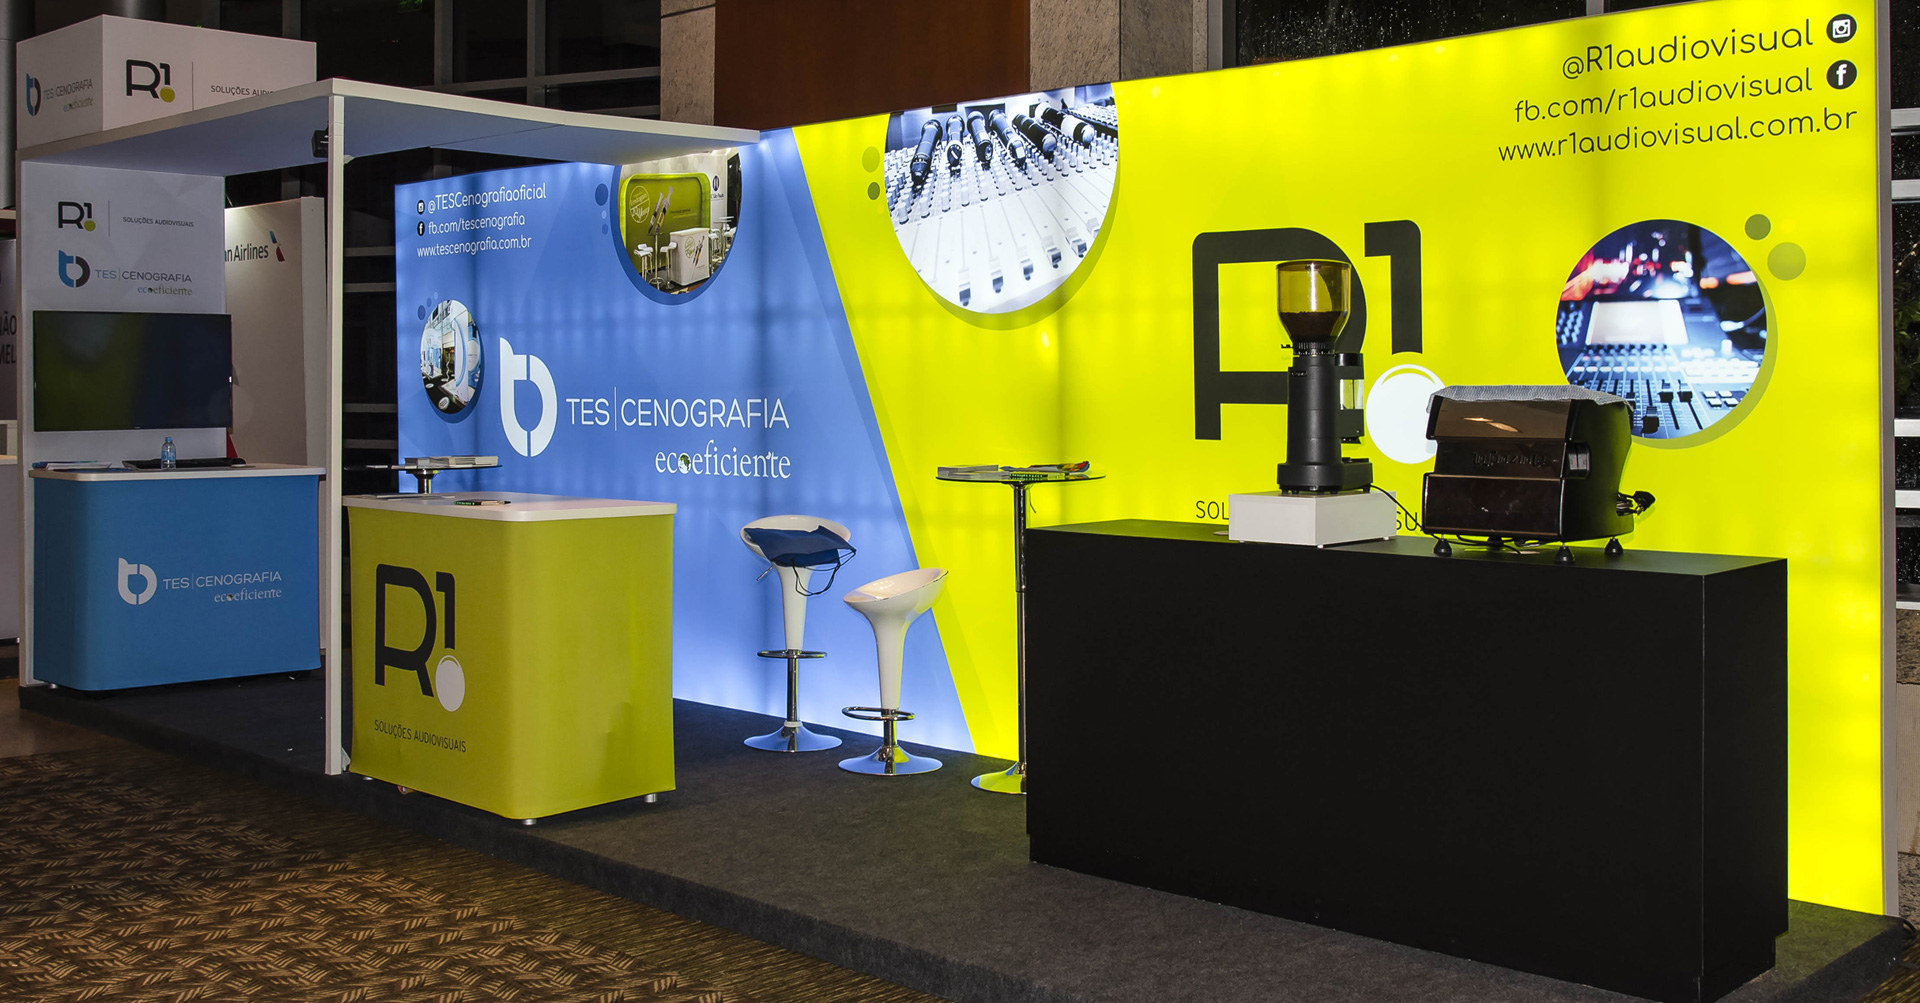 TES|CENOGRAFIA
ecoeficiente
R1
SOLUÇÕES
R1
SOLUÇÕES AUDIOVISUAIS
TES|CENOGRAFIA
ecoeficiente
Airlines
@TESCenografiaoficial
fb.com/tescenografia
www.tescenografia.com.br
TES|CENOGRAFIA
ecoeficiente
@R1audiovisual
fb.com/r1audiovisual
www.r1audiovisual.com.br
R1
TES|CENOGRAFIA
ecoeficiente
R1
SOLUÇÕES AUDIOVISUAIS